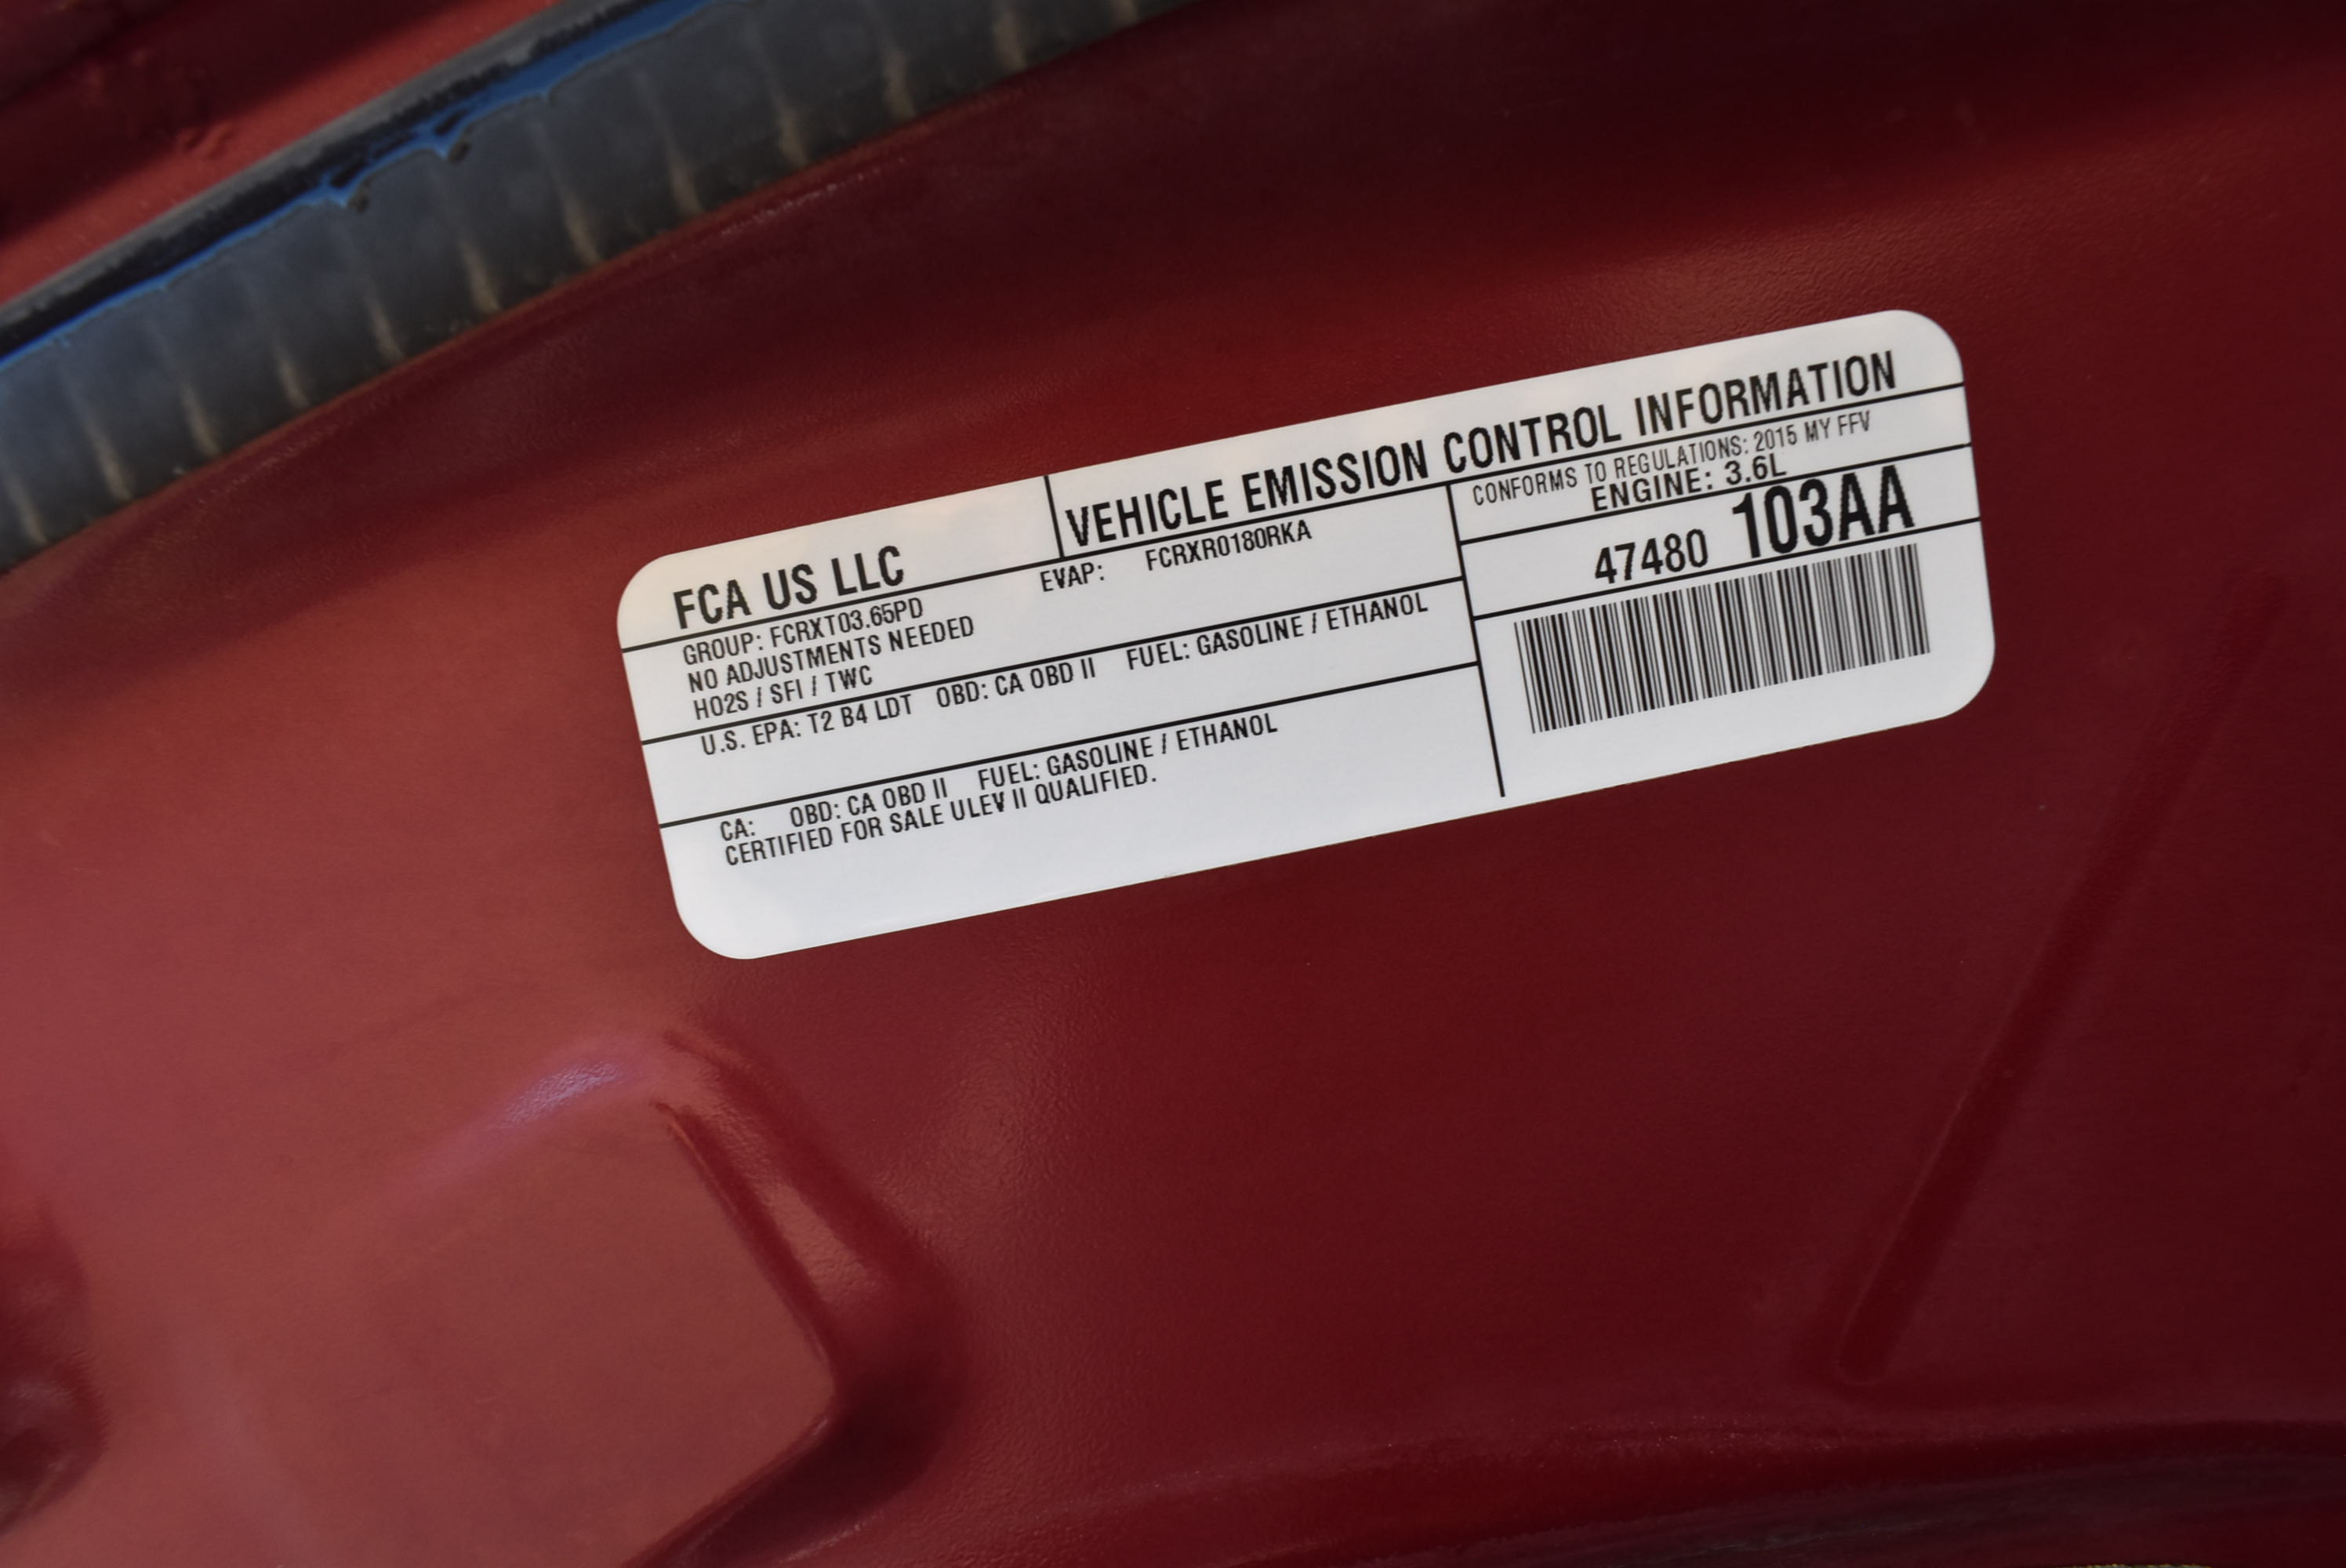 FCA US LLC
VEHICLE EMISSION CONTROL INFORMATION
GROUP: FCRXT03.65PD
EVAP: FCRXR0180RKA
NO ADJUSTMENTS NEEDED
HO2S / SFI / TWC
U.S. EPA: T2 B4 LDT OBD: CA OBD II FUEL: GASOLINE / ETHANOL
CA: OBD: CA OBD II FUEL: GASOLINE / ETHANOL
CERTIFIED FOR SALE ULEV II QUALIFIED.
CONFORMS TO REGULATIONS: 2015 MY FFV
ENGINE: 3.6L
47480 103AA